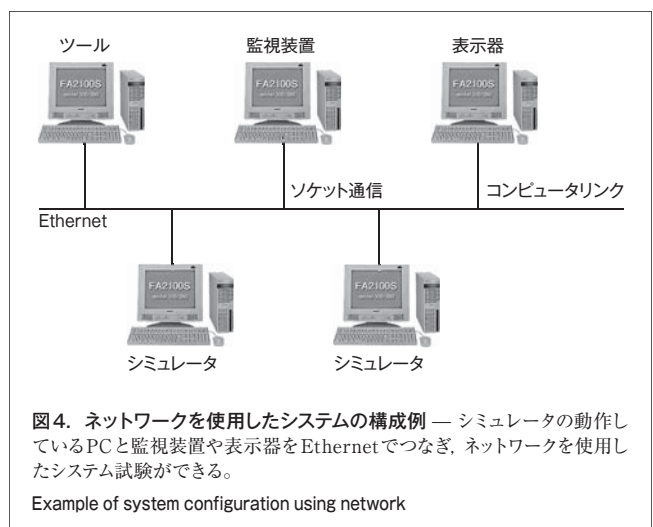 ツール
監視装置
表示器
FA2100S
FA2100S
FA2100S
ソケット通信
コンピュータリンク
Ethernet
FA2100S
FA2100S
シミュレータ
シミュレータ
図4. ネットワークを使用したシステムの構成例 — シミュレータの動作し
ているPCと監視装置や表示器をEthernetでつなぎ, ネットワークを使用し
たシステム試験ができる。
Example of system configuration using network